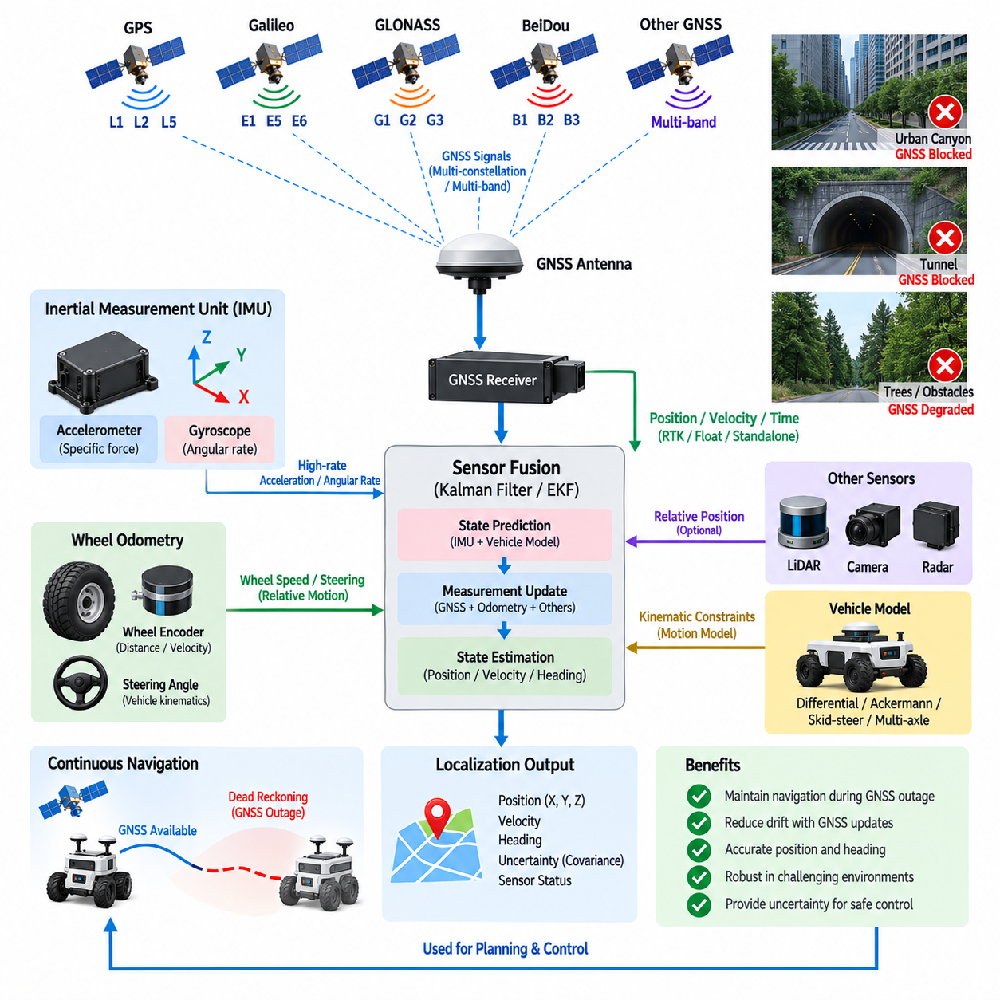 GPS
Galileo
GLONASS
BeiDou
Other GNSS
L1 L2 L5
E1 E5 E6
G1 G2 G3
B1 B2 B3
Multi-band
GNSS Signals
(Multi-constellation
/ Multi-band)
Urban Canyon
GNSS Blocked
Tunnel
GNSS Blocked
Trees / Obstacles
GNSS Degraded
GNSS Antenna
GNSS Receiver
Position / Velocity / Time
(RTK / Float / Standalone)
Inertial Measurement Unit (IMU)
Z
Y
X
Accelerometer
(Specific force)
Gyroscope
(Angular rate)
High-rate
Acceleration / Angular Rate
Sensor Fusion
(Kalman Filter / EKF)
State Prediction
(IMU + Vehicle Model)
Measurement Update
(GNSS + Odometry + Others)
State Estimation
(Position / Velocity / Heading)
Other Sensors
LiDAR
Camera
Radar
Relative Position
(Optional)
Wheel Odometry
Wheel Encoder
(Distance / Velocity)
Steering Angle
(Vehicle kinematics)
Wheel Speed / Steering
(Relative Motion)
Kinematic Constraints
(Motion Model)
Vehicle Model
Differential / Ackermann /
Skid-steer / Multi-axle
Continuous Navigation
GNSS Available
Dead Reckoning
(GNSS Outage)
Localization Output
Position (X, Y, Z)
Velocity
Heading
Uncertainty (Covariance)
Sensor Status
Benefits
Maintain navigation during GNSS outage
Reduce drift with GNSS updates
Accurate position and heading
Robust in challenging environments
Provide uncertainty for safe control
Used for Planning & Control